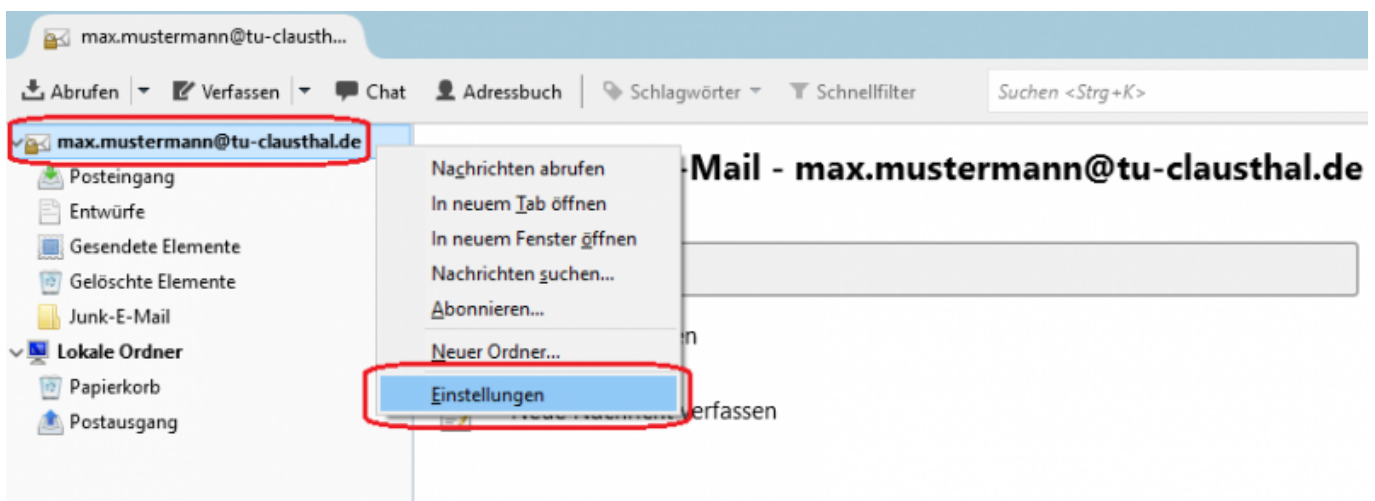 max.mustermann@tu-clausth...
Abrufen Verfassen Chat Adressbuch Schlagwörter Schnellfilter Suchen <Strg+K>
max.mustermann@tu-clausthal.de
Posteingang
Entwürfe
Gesendete Elemente
Gelöschte Elemente
Junk-E-Mail
Lokale Ordner
Papierkorb
Postausgang
Nachrichten abrufen
In neuem Tab öffnen
In neuem Fenster öffnen
Nachrichten suchen...
Abonnieren...
Neuer Ordner...
Einstellungen
-Mail - max.mustermann@tu-clausthal.de
en
verfassen